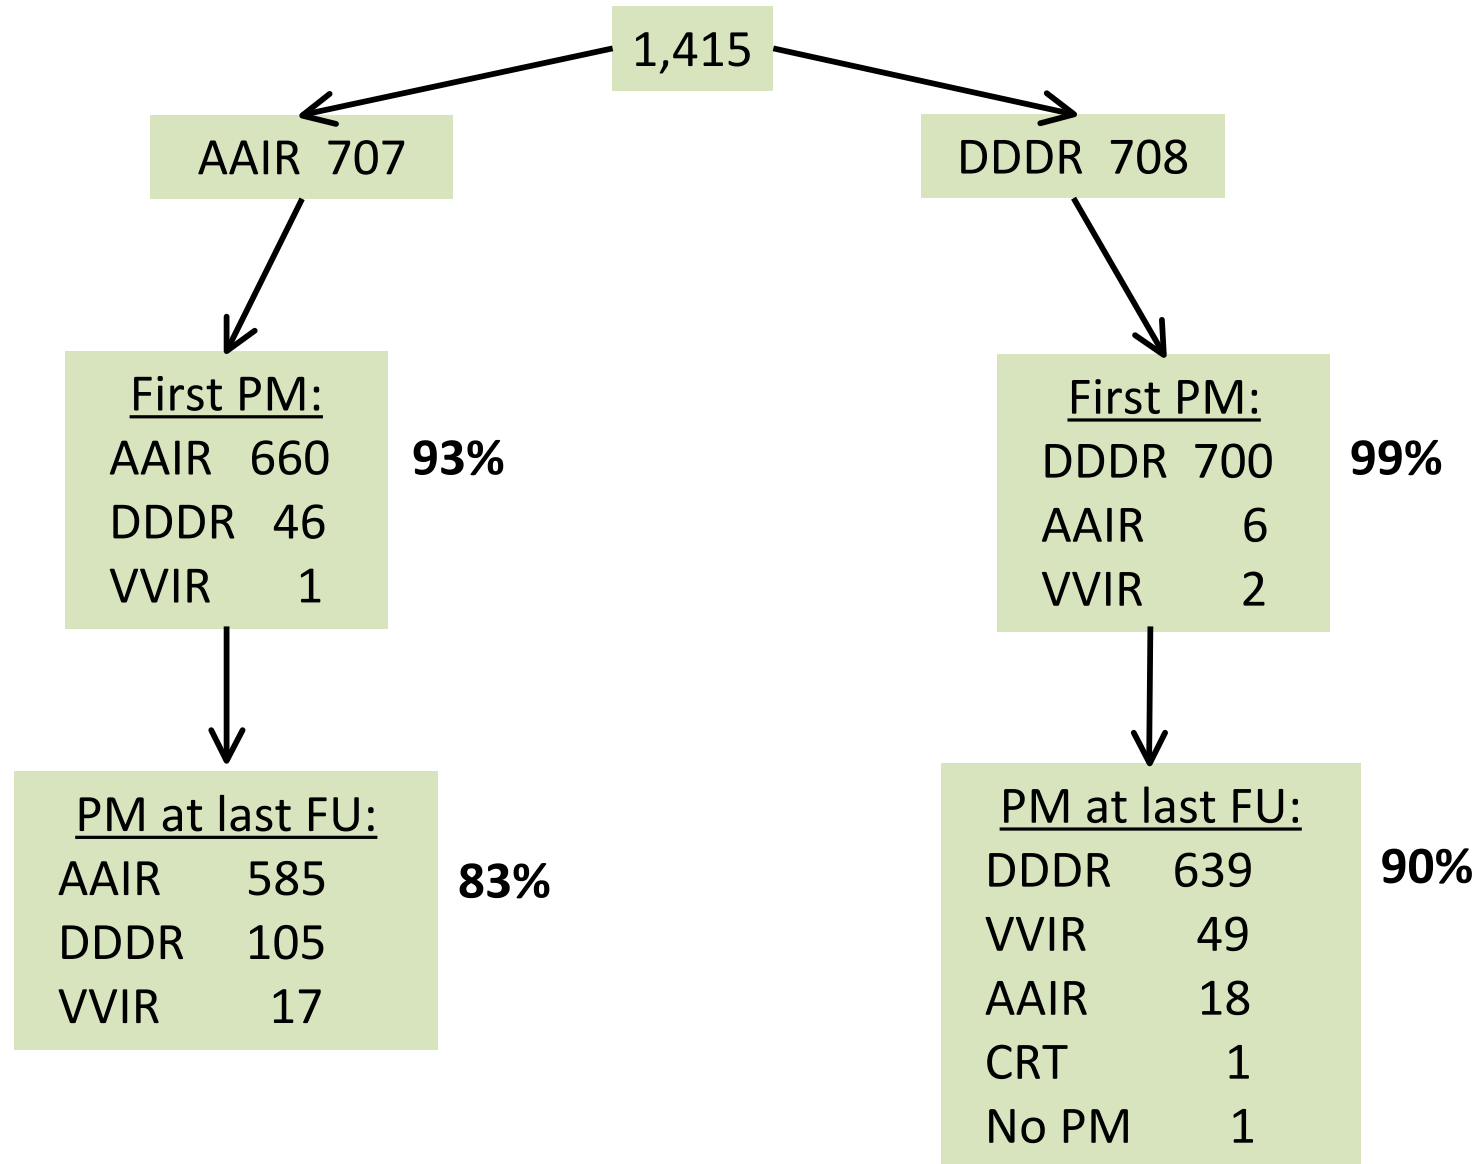 1,415
AAIR 707
DDDR 708
First PM:
AAIR 660
DDDR 46
VVIR 1
93%
First PM:
DDDR 700
AAIR 6
VVIR 2
99%
PM at last FU:
AAIR 585
DDDR 105
VVIR 17
83%
PM at last FU:
DDDR 639
VVIR 49
AAIR 18
CRT 1
No PM 1
90%